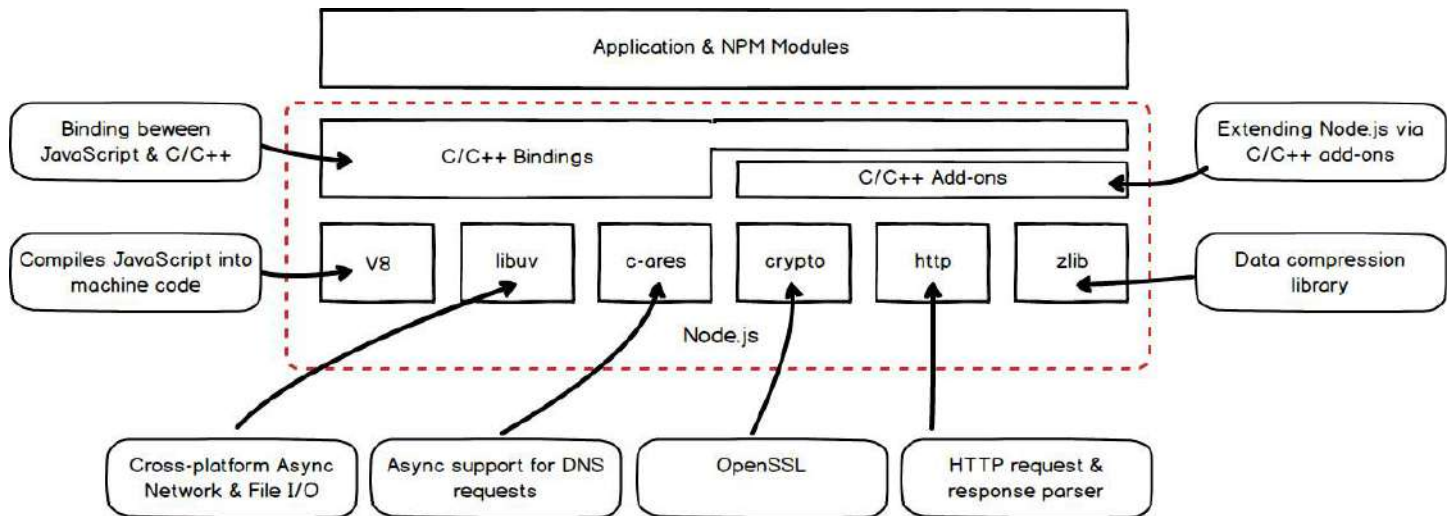 Application & NPM Modules
Binding beween
JavaScript & C/C++
C/C++ Bindings
Extending Node.js via
C/C++ add-ons
C/C++ Add-ons
Compiles JavaScript into
machine code
V8
libuv
c-ares
crypto
http
zlib
Data compression
library
Node.js
Cross-platform Async
Network & File I/O
Async support for DNS
requests
OpenSSL
HTTP request &
response parser